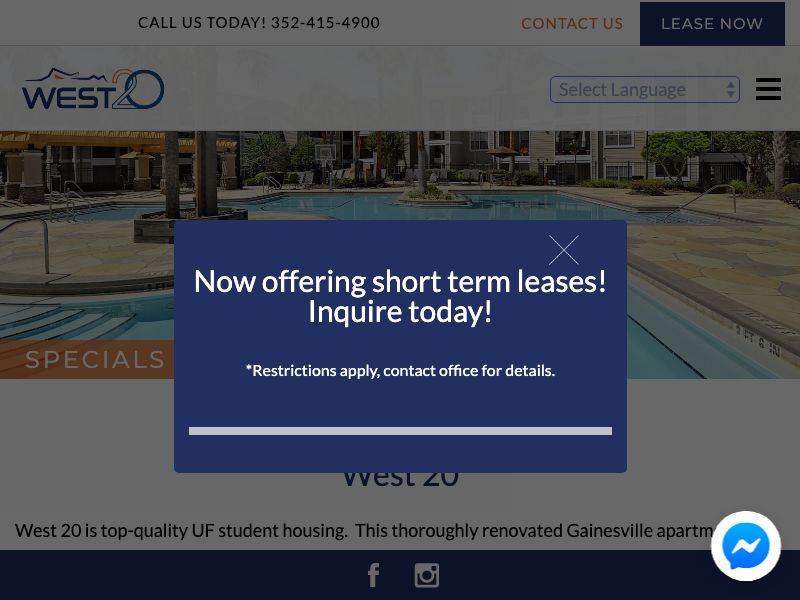 CALL US TODAY! 352-415-4900
CONTACT US
LEASE NOW
WEST20
Select Language
Now offering short term leases!
Inquire today!
*Restrictions apply, contact office for details.
SPECIALS
West 20
West 20 is top-quality UF student housing. This thoroughly renovated Gainesville apartm